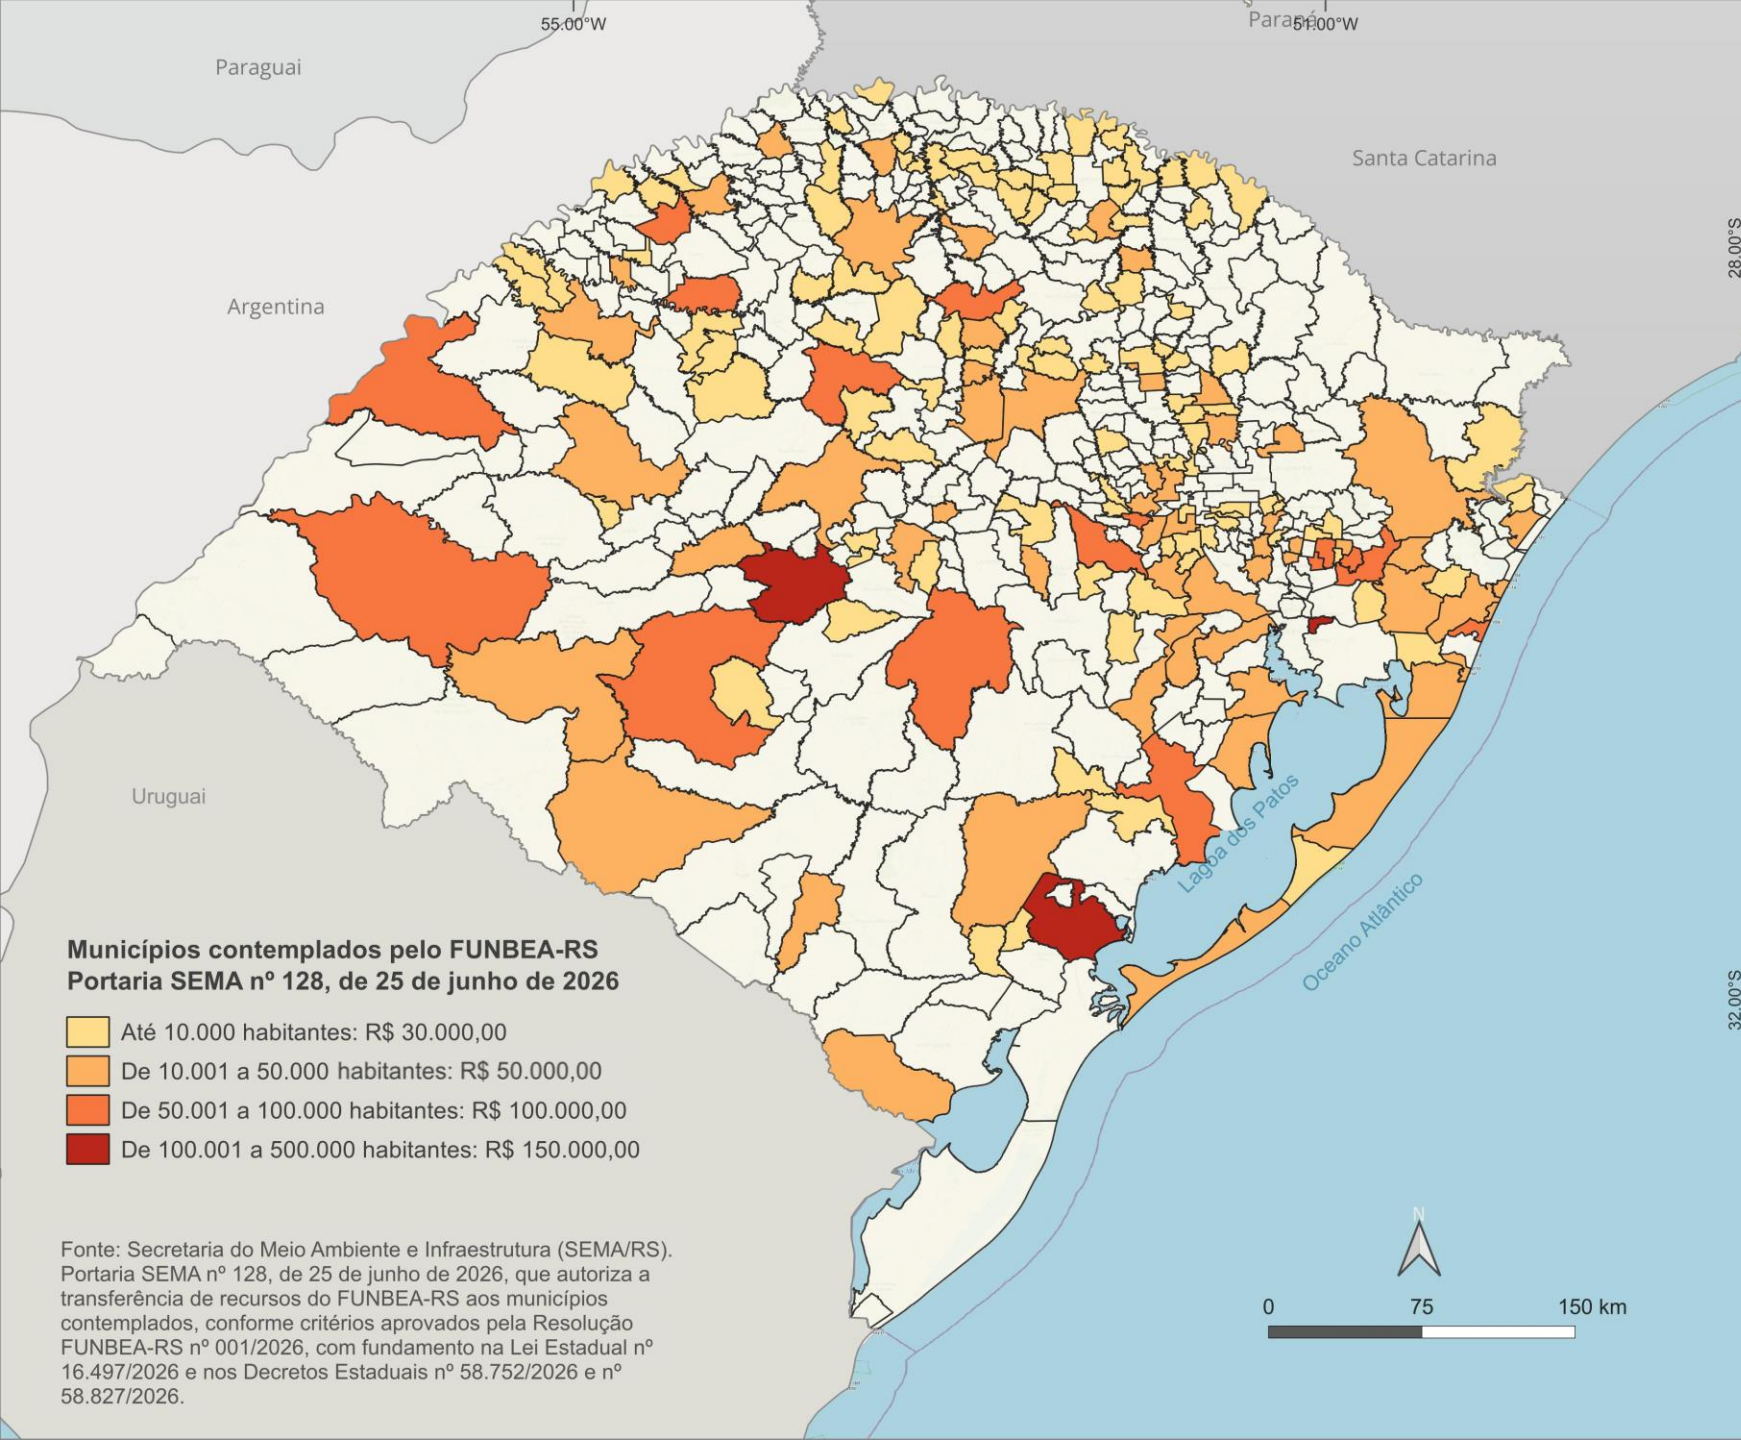 55.00°W
51.00°W
Paraná
Paraguai
Santa Catarina
28.00°S
Argentina
Uruguai
Lagoa dos Patos
Oceano Atlântico
32.00°S
Municípios contemplados pelo FUNBEA-RS
Portaria SEMA nº 128, de 25 de junho de 2026
Até 10.000 habitantes: R$ 30.000,00
De 10.001 a 50.000 habitantes: R$ 50.000,00
De 50.001 a 100.000 habitantes: R$ 100.000,00
De 100.001 a 500.000 habitantes: R$ 150.000,00
Fonte: Secretaria do Meio Ambiente e Infraestrutura (SEMA/RS).
Portaria SEMA nº 128, de 25 de junho de 2026, que autoriza a
transferência de recursos do FUNBEA-RS aos municípios
contemplados, conforme critérios aprovados pela Resolução
FUNBEA-RS nº 001/2026, com fundamento na Lei Estadual nº
16.497/2026 e nos Decretos Estaduais nº 58.752/2026 e nº
58.827/2026.
N
0 75 150 km